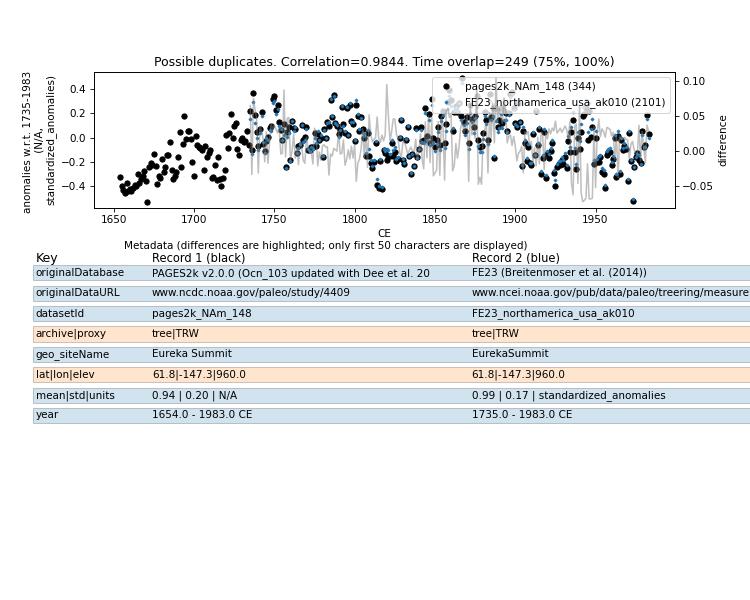 Possible duplicates. Correlation=0.9844. Time overlap=249 (75%, 100%)
anomalies w.r.t. 1735-1983
(N/A,
standardized_anomalies)
0.4
0.2
0.0
−0.2
−0.4
pages2k_NAm_148 (344)
FE23_northamerica_usa_ak010 (2101)
0.10
0.05
0.00
−0.05
difference
1650 1700 1750 1800 1850 1900 1950
CE
Metadata (differences are highlighted; only first 50 characters are displayed)
Key Record 1 (black) Record 2 (blue)
originalDatabase PAGES2k v2.0.0 (Ocn_103 updated with Dee et al. 20 FE23 (Breitenmoser et al. (2014))
originalDataURL www.ncdc.noaa.gov/paleo/study/4409 www.ncei.noaa.gov/pub/data/paleo/treering/measure
datasetId pages2k_NAm_148 FE23_northamerica_usa_ak010
archive|proxy tree|TRW tree|TRW
geo_siteName Eureka Summit EurekaSummit
lat|lon|elev 61.8|-147.3|960.0 61.8|-147.3|960.0
mean|std|units 0.94 | 0.20 | N/A 0.99 | 0.17 | standardized_anomalies
year 1654.0 - 1983.0 CE 1735.0 - 1983.0 CE